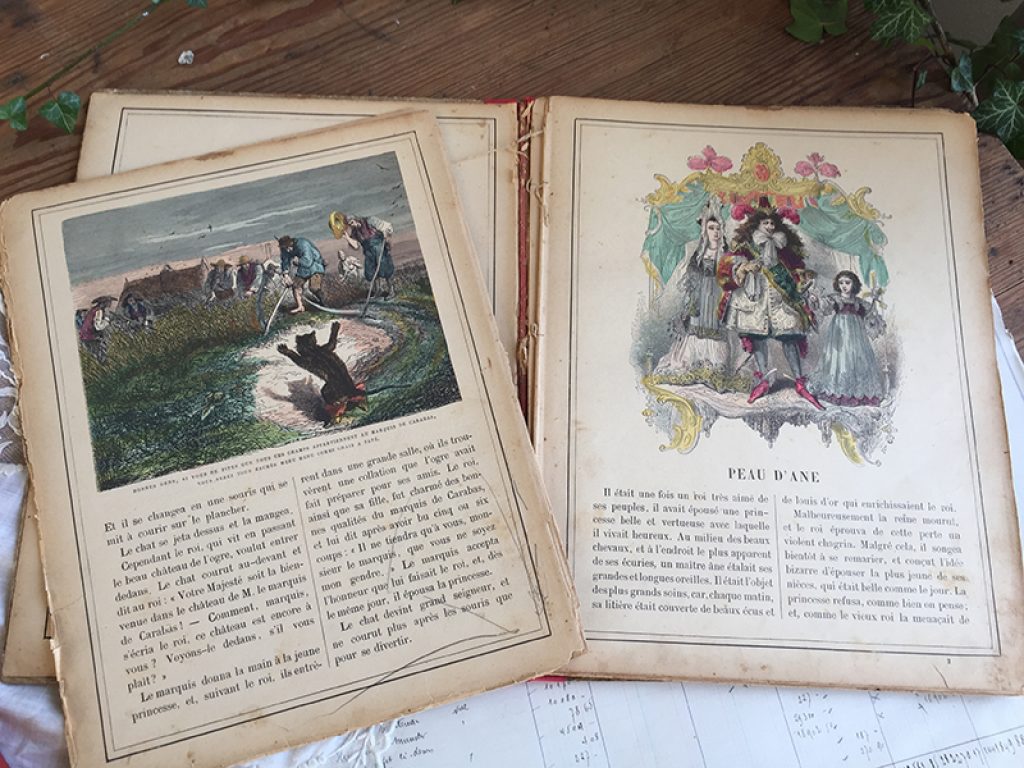 BONNES GENS, SI VOUS NE DITES QUE TOUS CES CHAMPS APPARTIENNENT AU MARQUIS DE CARABAS,
VOUS SEREZ TOUS HACHÉS MENU MENU COMME CHAIR A PATÉ.
Et il se changea en une souris qui se
mit à courir sur le plancher.
Le chat se jeta dessus et la mangea.
Cependant le roi, qui vit en passant
le beau château de l'ogre, voulut entrer
dedans. Le chat courut au-devant et
dit au roi : « Votre Majesté soit la bien-
venue dans le château de M. le marquis
de Carabas ! — Comment, marquis,
s'écria le roi, ce château est encore à
vous ? Voyons-le dedans, s'il vous
plaît ? »
Le marquis donna la main à la jeune
princesse, et, suivant le roi, ils entrè-
rent dans une grande salle, où ils trou-
vèrent une collation que l'ogre avait
fait préparer pour ses amis. Le roi,
ainsi que sa fille, fut charmé des bon-
nes qualités du marquis de Carabas,
et lui dit après avoir bu cinq ou six
coups : « Il ne tiendra qu'à vous, mon-
sieur le marquis, que vous ne soyez
mon gendre. » Le marquis accepta
l'honneur que lui faisait le roi, et, dès
le même jour, il épousa la princesse.
Le chat devint grand seigneur, et
ne courut plus après les souris que
pour se divertir.
PEAU D'ANE
Il était une fois un roi très aimé de
ses peuples, il avait épousé une prin-
cesse belle et vertueuse avec laquelle
il vivait heureux. Au milieu des beaux
chevaux, et à l'endroit le plus apparent
de ses écuries, un maître âne étalait ses
grandes et longues oreilles. Il était l'objet
des plus grands soins, car, chaque matin,
sa litière était couverte de beaux écus et
de louis d'or qui enrichissaient le roi.
Malheureusement la reine mourut,
et le roi éprouva de cette perte un
violent chagrin. Malgré cela, il songea
bientôt à se remarier, et conçut l'idée
bizarre d'épouser la plus jeune de ses
nièces, qui était belle comme le jour. La
princesse refusa, comme bien on pense ;
et, comme le vieux roi la menaçait de